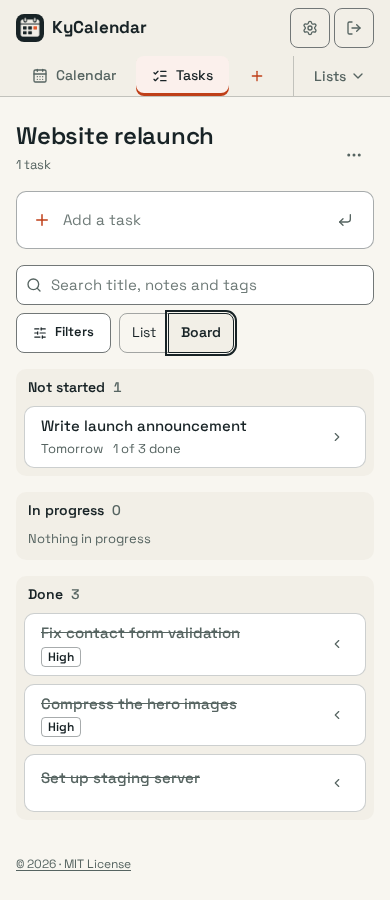 KyCalendar
Calendar
Tasks
Lists
Website relaunch
1 task
Add a task
Search title, notes and tags
Filters
List
Board
Not started 1
Write launch announcement
Tomorrow 1 of 3 done
In progress 0
Nothing in progress
Done 3
Fix contact form validation
High
Compress the hero images
High
Set up staging server
© 2026 · MIT License